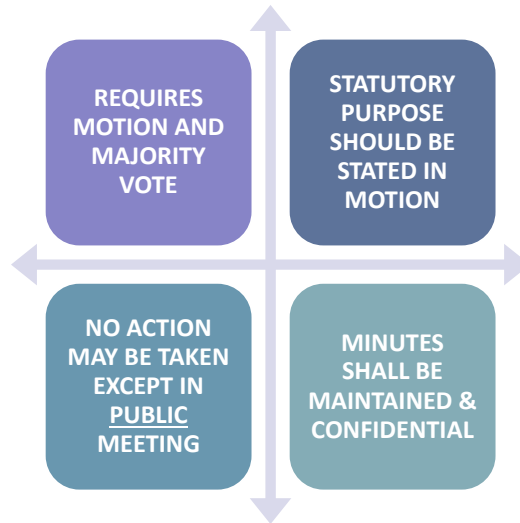 REQUIRES
MOTION AND
MAJORITY
VOTE
STATUTORY
PURPOSE
SHOULD BE
STATED IN
MOTION
NO ACTION
MAY BE TAKEN
EXCEPT IN
PUBLIC
MEETING
MINUTES
SHALL BE
MAINTAINED &
CONFIDENTIAL